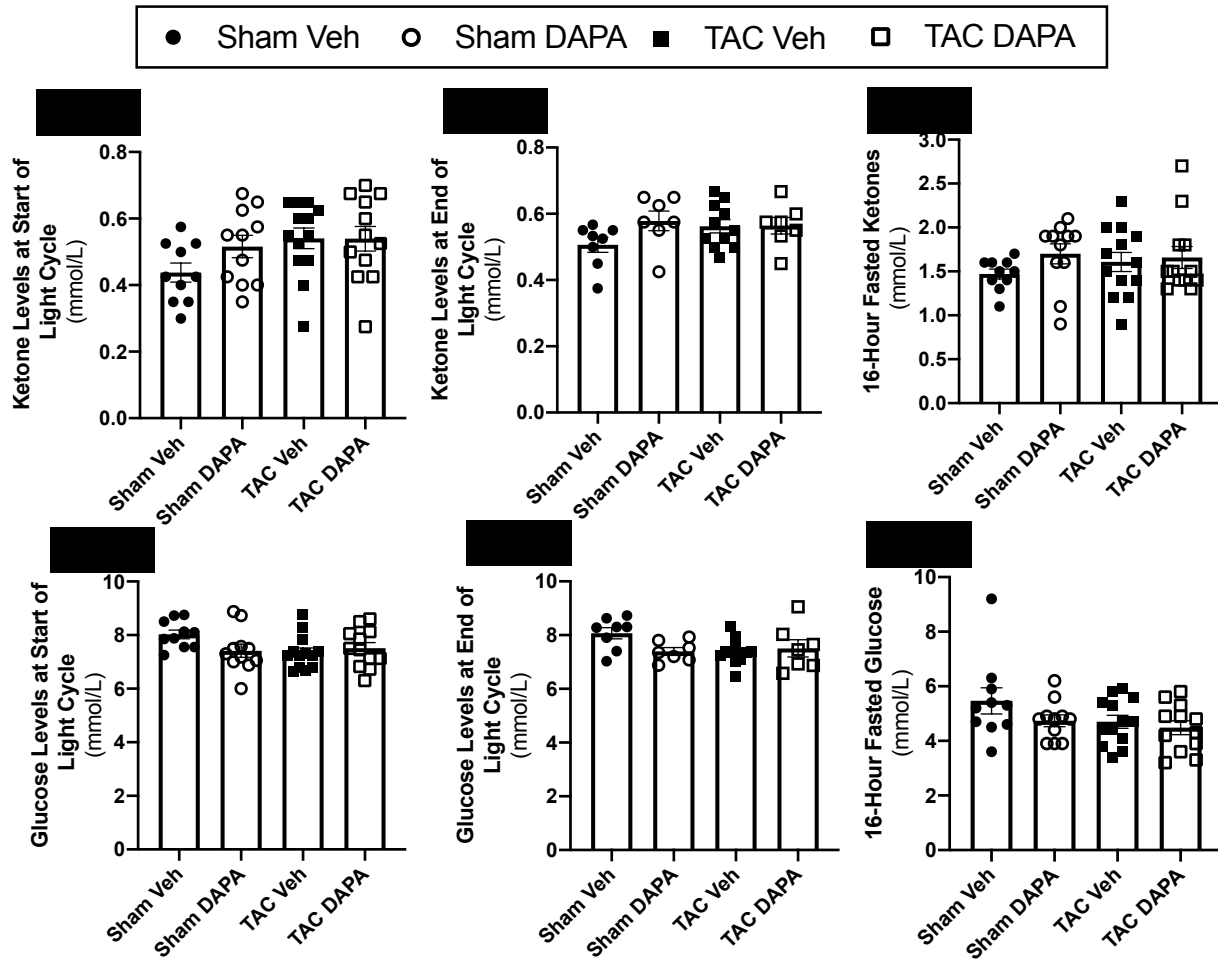 Sham Veh Sham DAPA TAC Veh TAC DAPA
Ketone Levels at Start of
Light Cycle
(mmol/L)
0.8
0.6
0.4
0.2
0.0
Sham Veh
Sham DAPA
TAC Veh
TAC DAPA
Ketone Levels at End of
LIght Cycle
(mmol/L)
0.8
0.6
0.4
0.2
0.0
Sham Veh
Sham DAPA
TAC Veh
TAC DAPA
16-Hour Fasted Ketones
(mmol/L)
3.0
2.5
2.0
1.5
1.0
0.5
0.0
Sham Veh
Sham DAPA
TAC Veh
TAC DAPA
Glucose Levels at Start of
Light Cycle
(mmol/L)
10
8
6
4
2
0
Sham Veh
Sham DAPA
TAC Veh
TAC DAPA
Glucose Levels at End of
Light Cycle
(mmol/L)
10
8
6
4
2
0
Sham Veh
Sham DAPA
TAC Veh
TAC DAPA
16-Hour Fasted Glucose
(mmol/L)
10
8
6
4
2
0
Sham Veh
Sham DAPA
TAC Veh
TAC DAPA